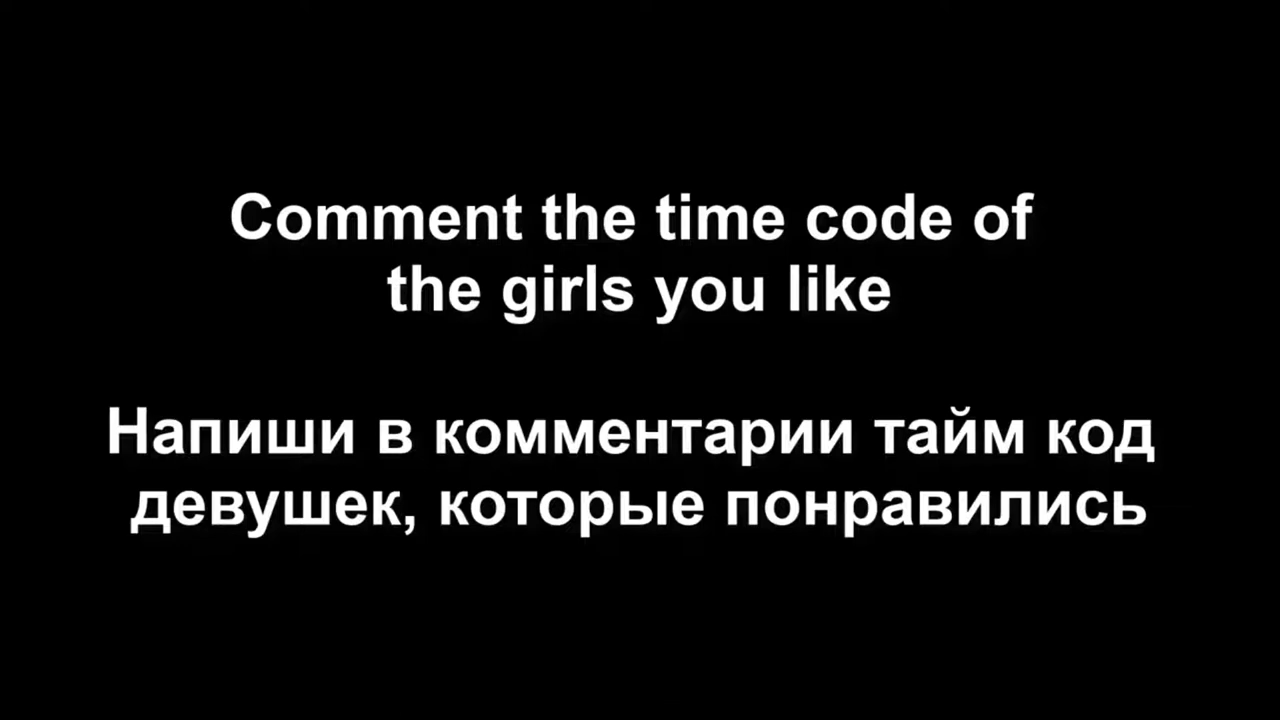 Comment the time code of
the girls you like
Напиши в комментарии тайм код
девушек, которые понравились